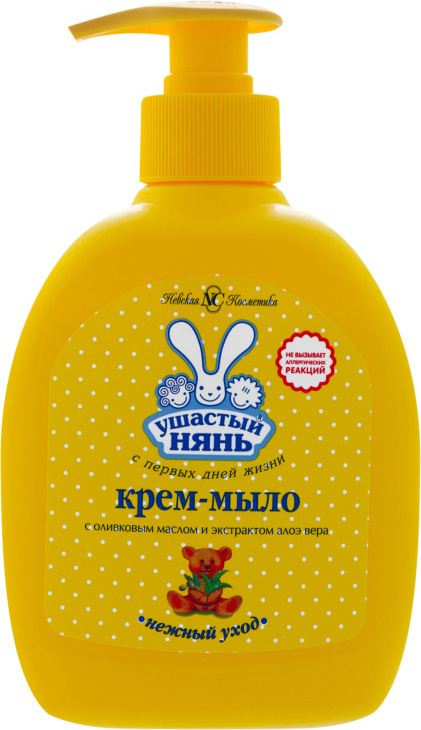 Невская NC Косметика
НЕ ВЫЗЫВАЕТ
АЛЛЕРГИЧЕСКИХ
РЕАКЦИЙ
УШАСТЫЙ
НЯНЬ
с первых дней жизни
крем-мыло
с оливковым маслом и экстрактом алоэ вера
•нежный уход•